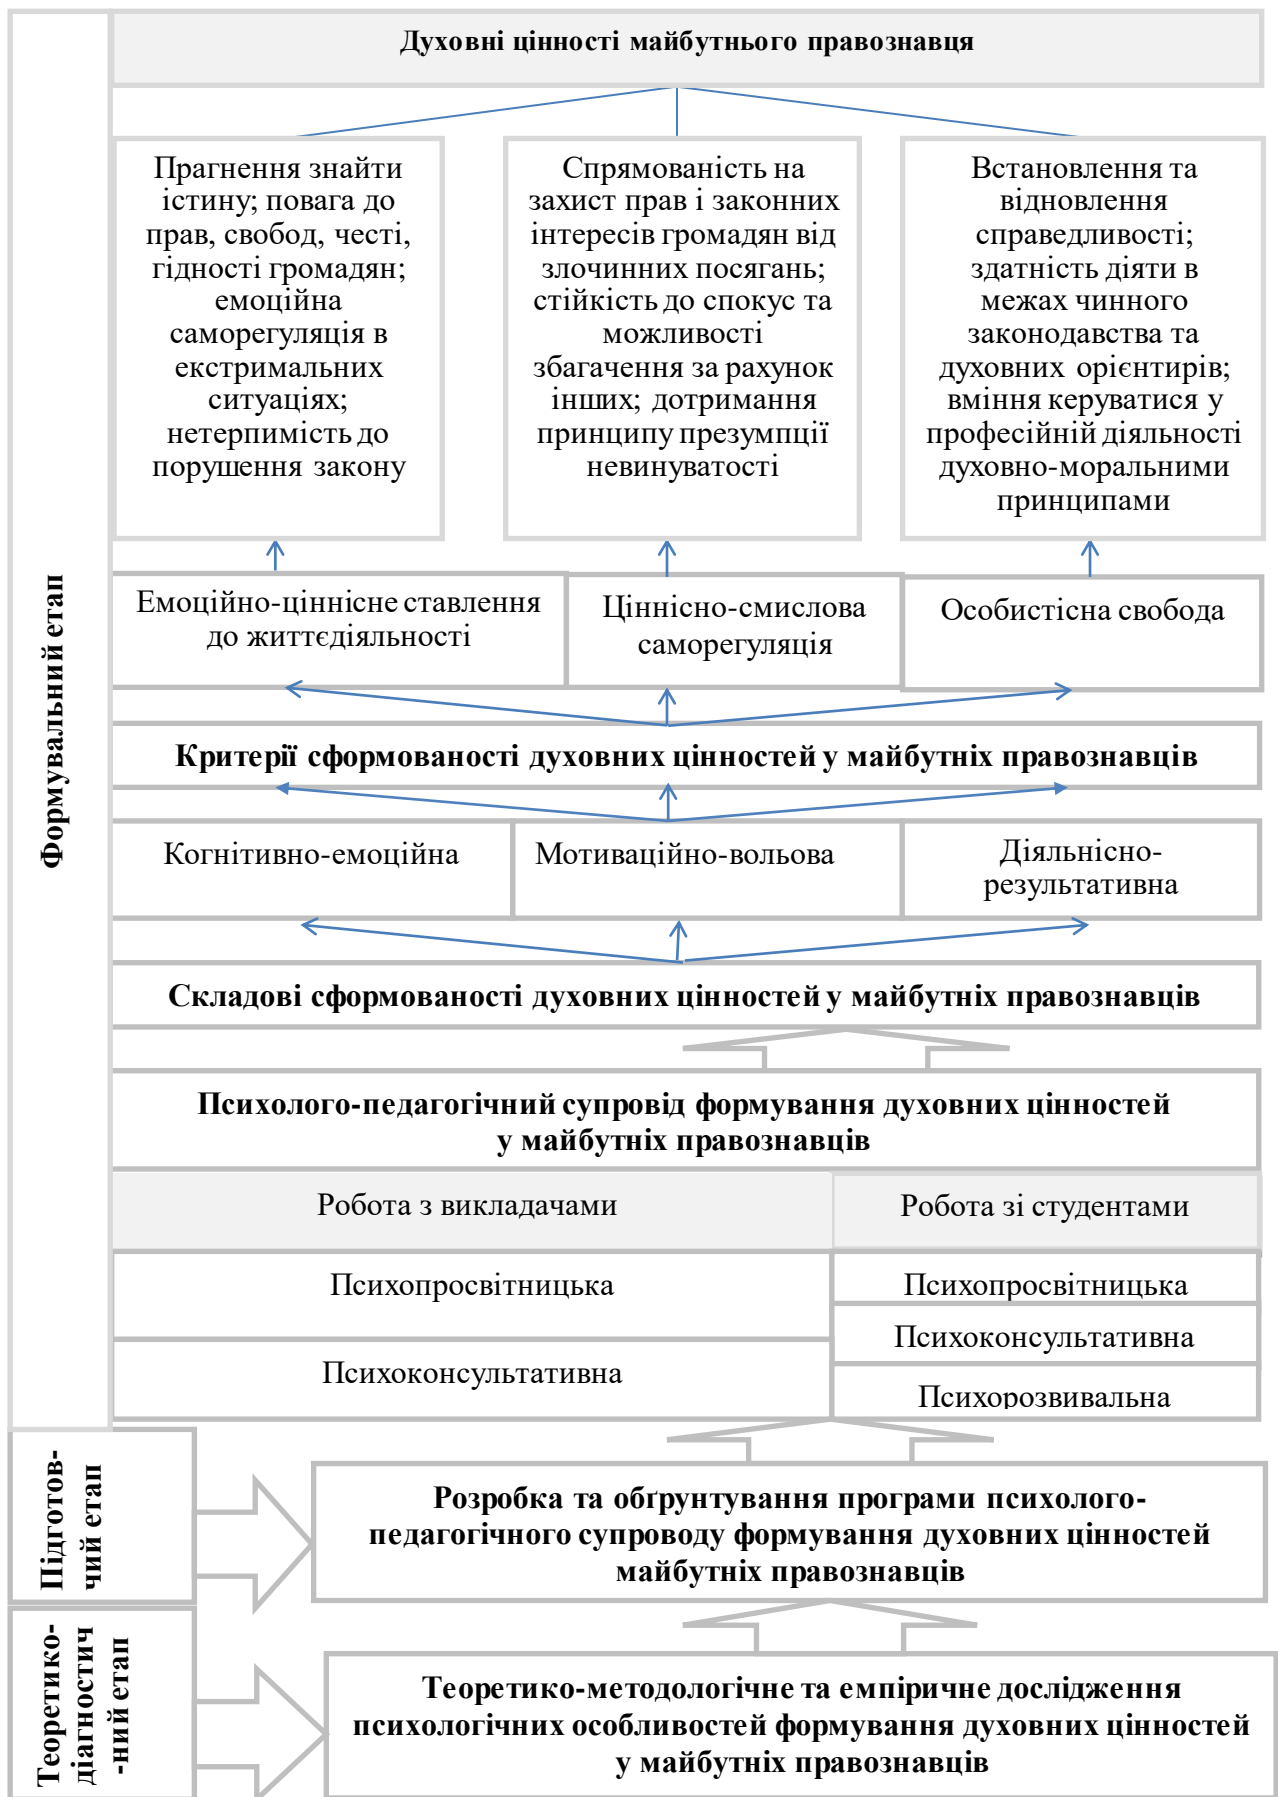 Духовні цінності майбутнього правознавця
Прагнення знайти
істину; повага до
прав, свобод, честі,
гідності громадян;
емоційна
саморегуляція в
екстримальних
ситуаціях;
нетерпимість до
порушення закону
Спрямованість на
захист прав і законних
інтересів громадян від
злочинних посягань;
стійкість до спокус та
можливості
збагачення за рахунок
інших; дотримання
принципу презумпції
невинуватості
Встановлення та
відновлення
справедливості;
здатність діяти в
межах чинного
законодавства та
духовних орієнтирів;
вміння керуватися у
професійній діяльності
духовно-моральними
принципами
Формувальний етап
Емоційно-ціннісне ставлення
до життєдіяльності
Ціннісно-смислова
саморегуляція
Особистісна свобода
Критерії сформованості духовних цінностей у майбутніх правознавців
Когнітивно-емоційна
Мотиваційно-вольова
Діяльнісно-
результативна
Складові сформованості духовних цінностей у майбутніх правознавців
Психолого-педагогічний супровід формування духовних цінностей
у майбутніх правознавців
Робота з викладачами
Робота зі студентами
Психопросвітницька
Психоконсультативна
Психопросвітницька
Психоконсультативна
Психорозвивальна
Підготов-
чий етап
Розробка та обґрунтування програми психолого-
педагогічного супроводу формування духовних цінностей
майбутніх правознавців
Теоретико-
діагностич
-ний етап
Теоретико-методологічне та емпіричне дослідження
психологічних особливостей формування духовних цінностей
у майбутніх правознавців